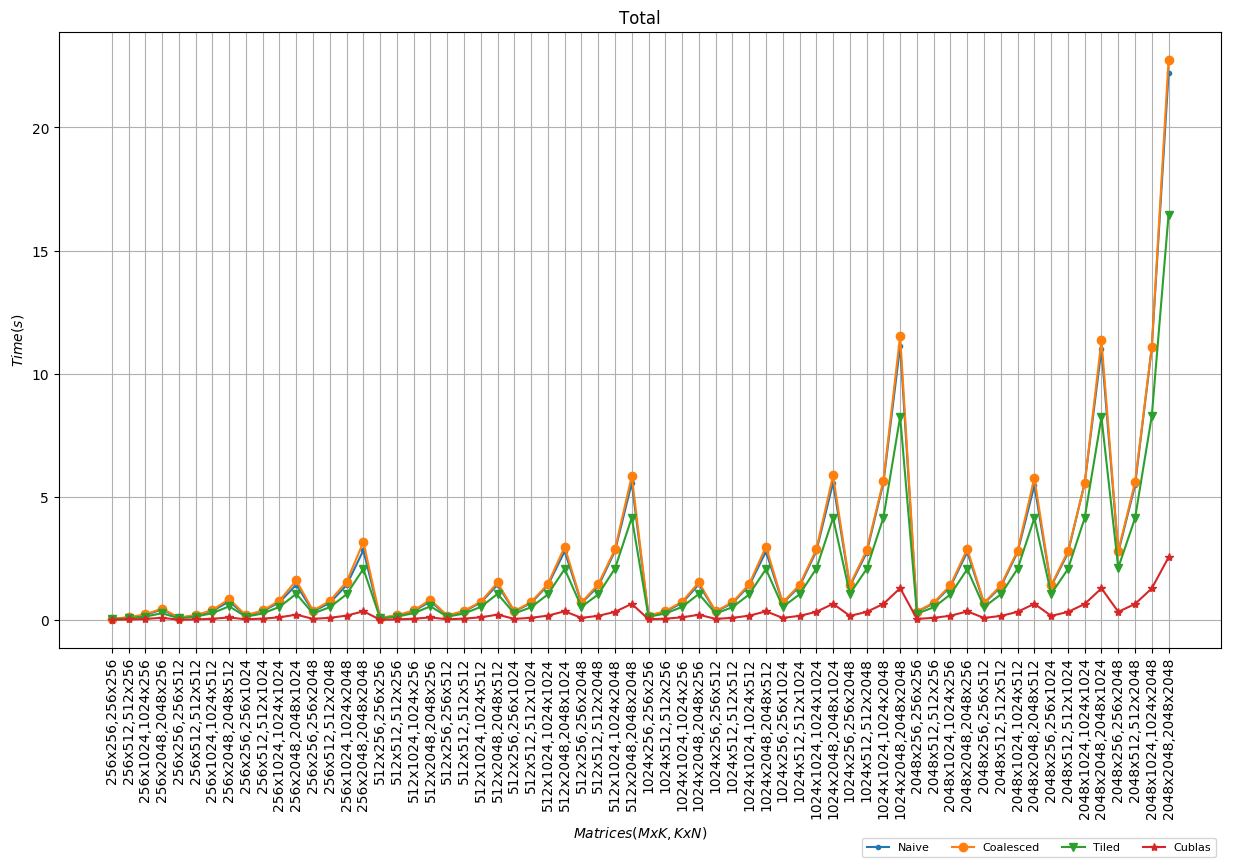 Total
Time(s)
20
15
10
5
0
256x256,256x256
256x512,512x256
256x1024,1024x256
256x2048,2048x256
256x256,256x512
256x512,512x512
256x1024,1024x512
256x2048,2048x512
256x256,256x1024
256x512,512x1024
256x1024,1024x1024
256x2048,2048x1024
256x256,256x2048
256x512,512x2048
256x1024,1024x2048
256x2048,2048x2048
512x256,256x256
512x512,512x256
512x1024,1024x256
512x2048,2048x256
512x256,256x512
512x512,512x512
512x1024,1024x512
512x2048,2048x512
512x256,256x1024
512x512,512x1024
512x1024,1024x1024
512x2048,2048x1024
512x256,256x2048
512x512,512x2048
512x1024,1024x2048
512x2048,2048x2048
1024x256,256x256
1024x512,512x256
1024x1024,1024x256
1024x2048,2048x256
1024x256,256x512
1024x512,512x512
1024x1024,1024x512
1024x2048,2048x512
1024x256,256x1024
1024x512,512x1024
1024x1024,1024x1024
1024x2048,2048x1024
1024x256,256x2048
1024x512,512x2048
1024x1024,1024x2048
1024x2048,2048x2048
2048x256,256x256
2048x512,512x256
2048x1024,1024x256
2048x2048,2048x256
2048x256,256x512
2048x512,512x512
2048x1024,1024x512
2048x2048,2048x512
2048x256,256x1024
2048x512,512x1024
2048x1024,1024x1024
2048x2048,2048x1024
2048x256,256x2048
2048x512,512x2048
2048x1024,1024x2048
2048x2048,2048x2048
Matrices(MxK,KxN)
Naive Coalesced Tiled Cublas